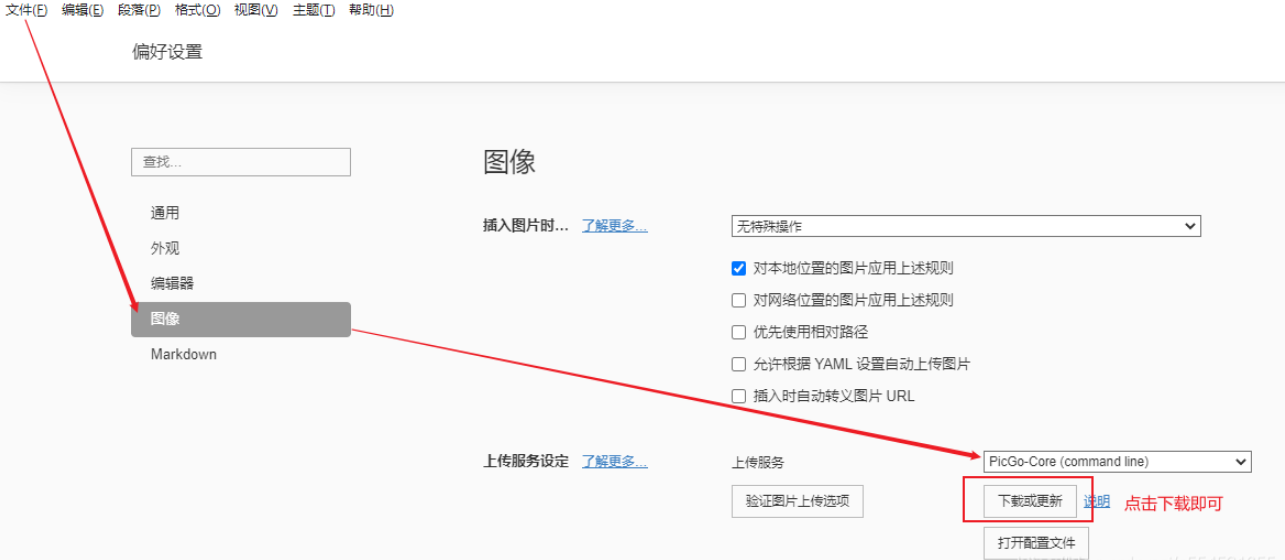 文件(F) 编辑(E) 段落(P) 格式(O) 视图(V) 主题(T) 帮助(H)
偏好设置
查找...
通用
外观
编辑器
图像
Markdown
图像
插入图片时... 了解更多... 无特殊操作
对本地位置的图片应用上述规则
对网络位置的图片应用上述规则
优先使用相对路径
允许根据 YAML 设置自动上传图片
插入时自动转义图片 URL
上传服务设定 了解更多... 上传服务 PicGo-Core (command line)
验证图片上传选项 下载或更新 说明 点击下载即可
打开配置文件